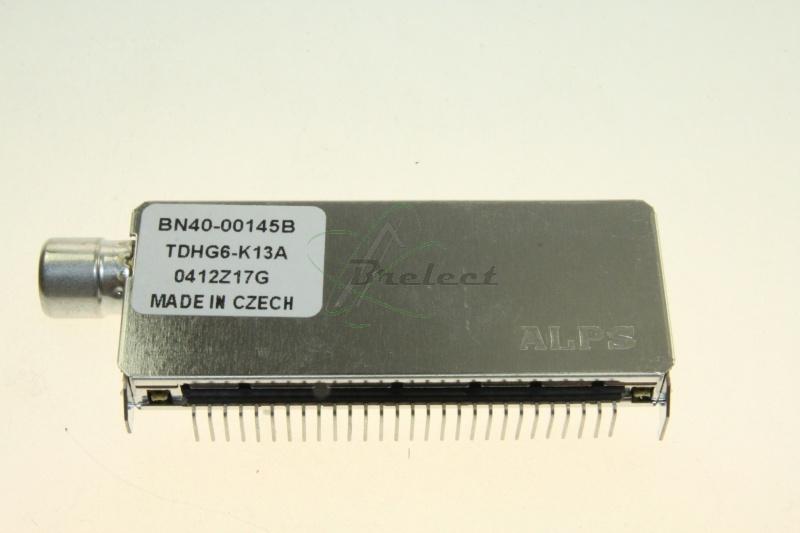 BN40-00145B
TDHG6-K13A
0412Z17G
MADE IN CZECH
Brelect
ALPS